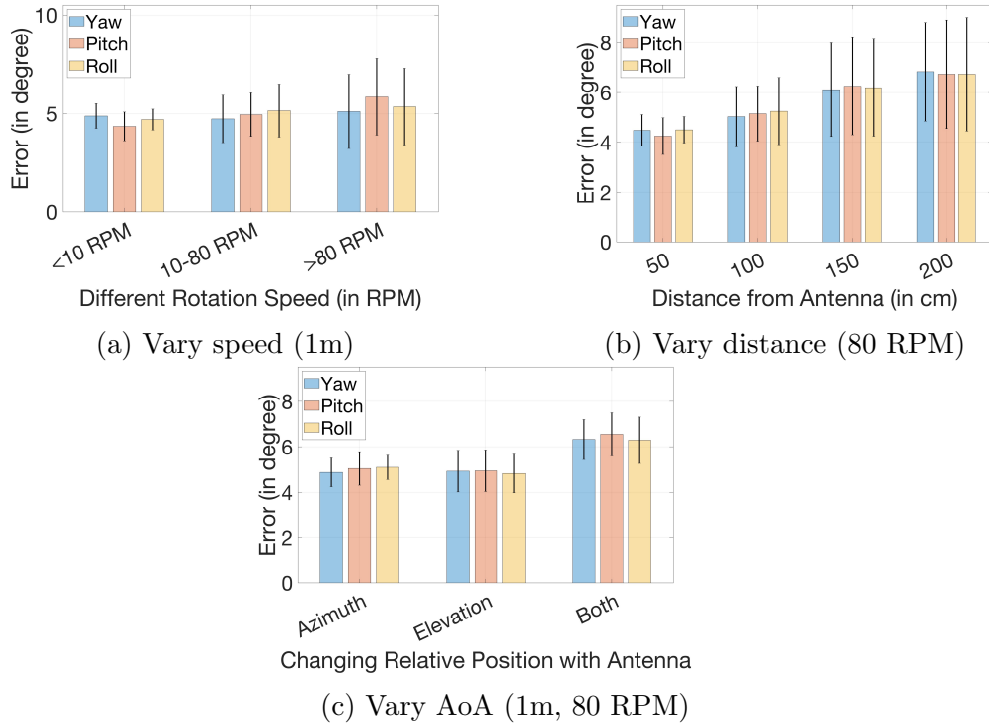 10
5
0
Error (in degree)
Yaw
Pitch
Roll
<10 RPM
10-80 RPM
>80 RPM
Different Rotation Speed (in RPM)
(a) Vary speed (1m)
8
6
4
2
0
Error (in degree)
Yaw
Pitch
Roll
50
100
150
200
Distance from Antenna (in cm)
(b) Vary distance (80 RPM)
8
6
4
2
0
Error (in degree)
Yaw
Pitch
Roll
Azimuth
Elevation
Both
Changing Relative Position with Antenna
(c) Vary AoA (1m, 80 RPM)